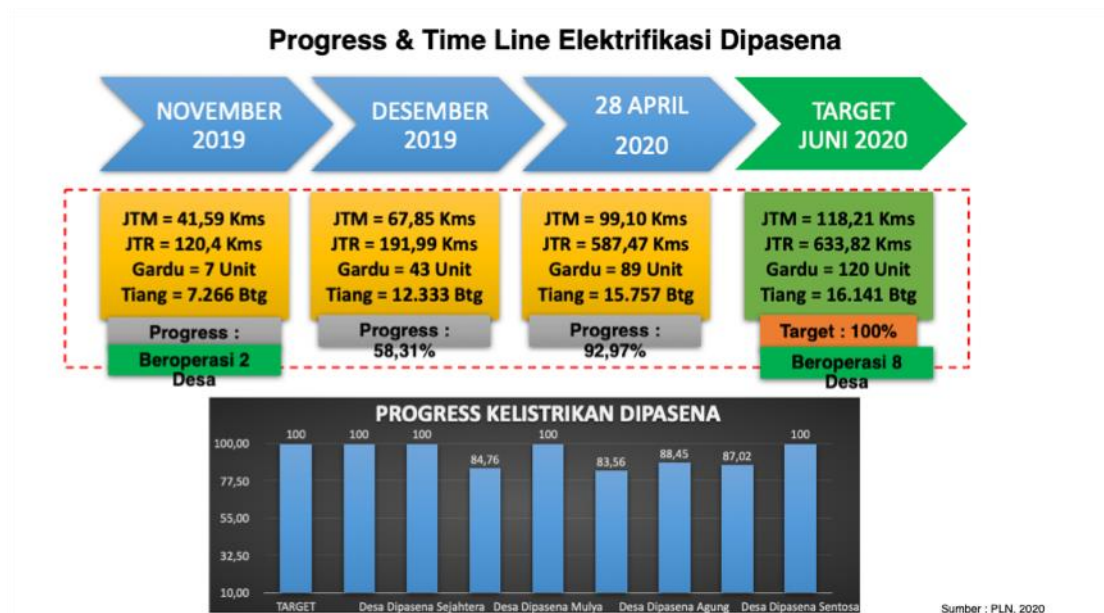 Progress & Time Line Elektrifikasi Dipasena
NOVEMBER
2019
DESEMBER
2019
28 APRIL
2020
TARGET
JUNI 2020
JTM = 41,59 Kms
JTR = 120,4 Kms
Gardu = 7 Unit
Tiang = 7.266 Btg
Progress :
Beroperasi 2
Desa
JTM = 67,85 Kms
JTR = 191,99 Kms
Gardu = 43 Unit
Tiang = 12.333 Btg
Progress :
58,31%
JTM = 99,10 Kms
JTR = 587,47 Kms
Gardu = 89 Unit
Tiang = 15.757 Btg
Progress :
92,97%
JTM = 118,21 Kms
JTR = 633,82 Kms
Gardu = 120 Unit
Tiang = 16.141 Btg
Target : 100%
Beroperasi 8
Desa
PROGRESS KELISTRIKAN DIPASENA
100 100 100 84,76 100 83,56 88,45 87,02 100
100,00
77,50
55,00
32,50
10,00
TARGET Desa Dipasena Sejahtera Desa Dipasena Mulya Desa Dipasena Agung Desa Dipasena Sentosa
Sumber : PLN, 2020